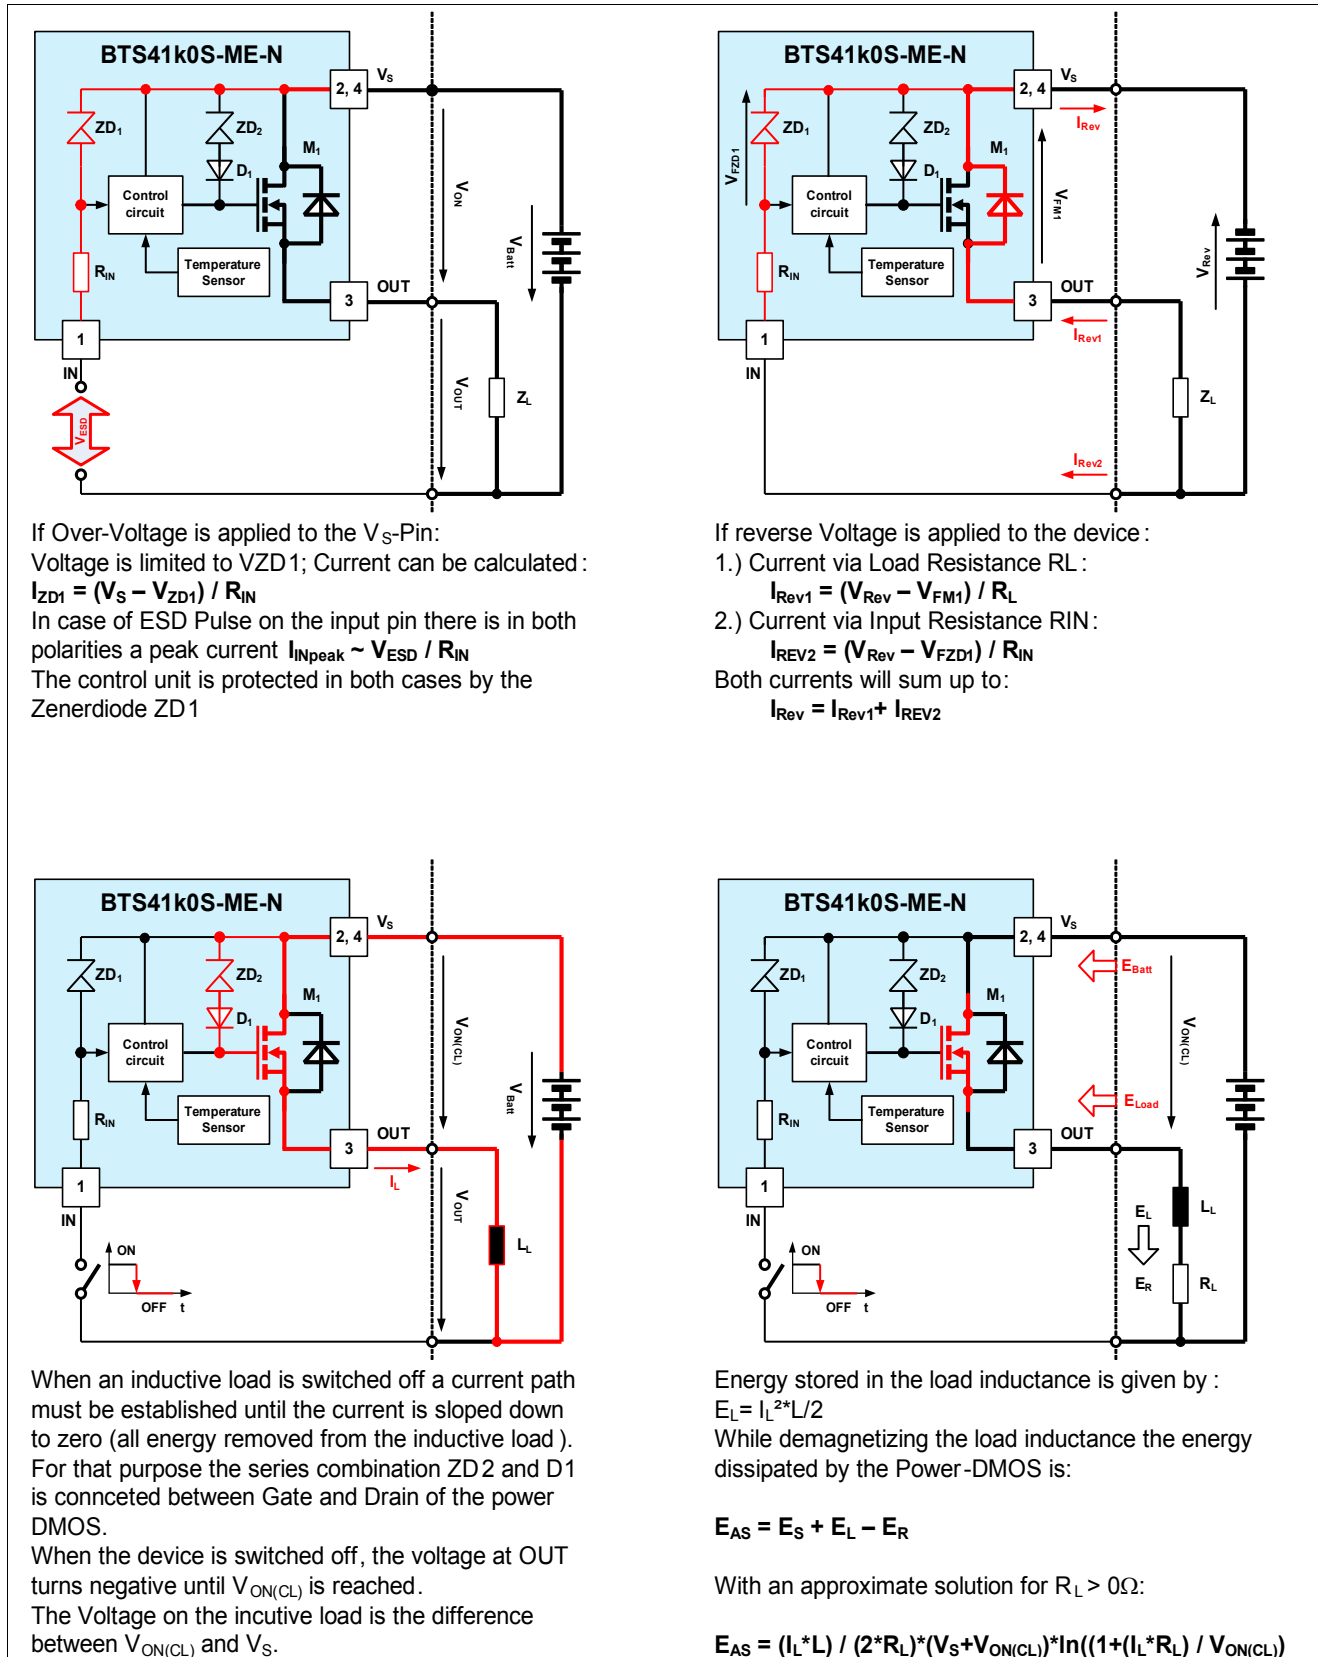 BTS41k0S-ME-N
VS
2, 4
ZD1
ZD2
M1
D1
Control
circuit
VON
VBatt
RIN
Temperature
Sensor
OUT
3
1
IN
VOUT
ZL
VESD
If Over-Voltage is applied to the VS-Pin:
Voltage is limited to VZD1; Current can be calculated:
IZD1 = (VS – VZD1) / RIN
In case of ESD Pulse on the input pin there is in both
polarities a peak current IINpeak ~ VESD / RIN
The control unit is protected in both cases by the
Zenerdiode ZD1
BTS41k0S-ME-N
VS
2, 4
IRev
ZD1
ZD2
M1
VFZD1
D1
Control
circuit
VFM1
VRev
RIN
Temperature
Sensor
OUT
3
IRev1
1
IN
ZL
IRev2
If reverse Voltage is applied to the device:
1.) Current via Load Resistance RL:
IRev1 = (VRev – VFM1) / RL
2.) Current via Input Resistance RIN:
IREV2 = (VRev – VFZD1) / RIN
Both currents will sum up to:
IRev = IRev1+ IREV2
BTS41k0S-ME-N
VS
2, 4
ZD1
ZD2
M1
D1
Control
circuit
VON(CL)
VBatt
RIN
Temperature
Sensor
OUT
3
IL
1
IN
VOUT
LL
ON
OFF t
When an inductive load is switched off a current path
must be established until the current is sloped down
to zero (all energy removed from the inductive load ).
For that purpose the series combination ZD2 and D1
is connceted between Gate and Drain of the power
DMOS.
When the device is switched off, the voltage at OUT
turns negative until VON(CL) is reached.
The Voltage on the incutive load is the difference
between VON(CL) and VS.
BTS41k0S-ME-N
VS
2, 4
EBatt
ZD1
ZD2
M1
D1
Control
circuit
VON(CL)
ELoad
RIN
Temperature
Sensor
OUT
3
1
IN
EL
LL
ER
RL
ON
OFF t
Energy stored in the load inductance is given by :
EL= IL²*L/2
While demagnetizing the load inductance the energy
dissipated by the Power-DMOS is:
EAS = ES + EL – ER
With an approximate solution for RL > 0Ω:
EAS = (IL*L) / (2*RL)*(VS+VON(CL))*ln((1+(IL*RL) / VON(CL))